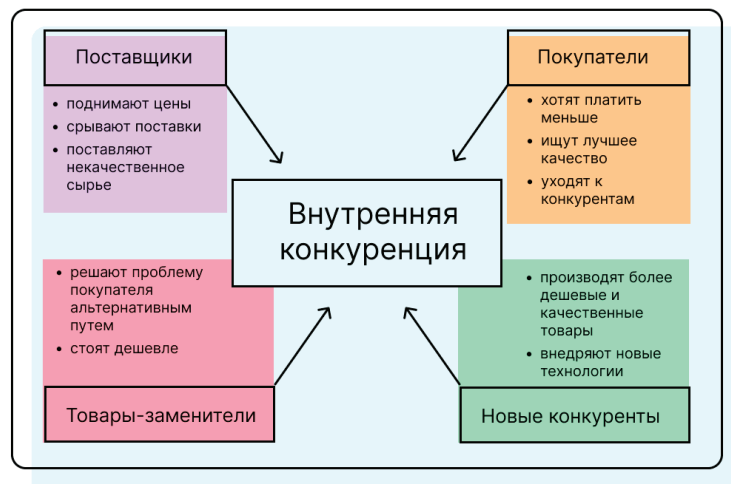 Поставщики
• поднимают цены
• срывают поставки
• поставляют
некачественное
сырье
Покупатели
• хотят платить
меньше
• ищут лучшее
качество
• уходят к
конкурентам
Внутренняя
конкуренция
• решают проблему
покупателя
альтернативным
путем
• стоят дешевле
Товары-заменители
• производят более
дешевые и
качественные
товары
• внедряют новые
технологии
Новые конкуренты